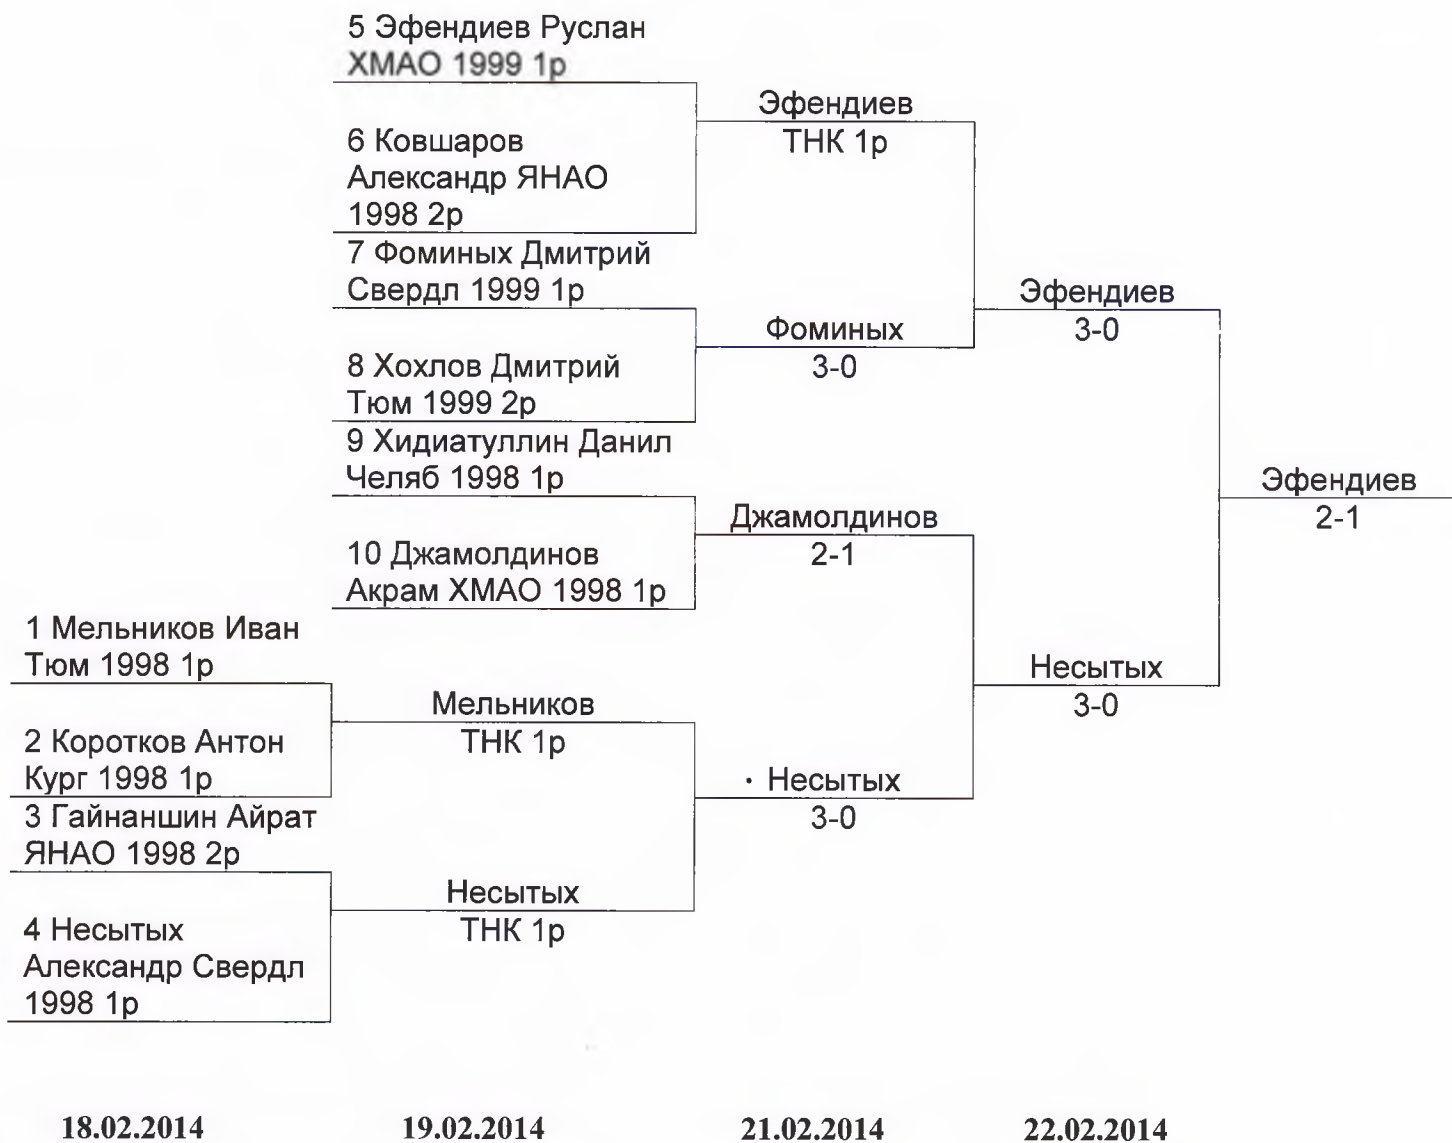 5 Эфендиев Руслан
ХМАО 1999 1р
Эфендиев
ТНК 1р
6 Ковшаров
Александр ЯНАО
1998 2р
7 Фоминых Дмитрий
Свердл 1999 1р
Эфендиев
3-0
Фоминых
3-0
8 Хохлов Дмитрий
Тюм 1999 2р
9 Хидиатуллин Данил
Челяб 1998 1р
Эфендиев
2-1
Джамолдинов
2-1
10 Джамолдинов
Акрам ХМАО 1998 1р
1 Мельников Иван
Тюм 1998 1р
Несытых
3-0
Мельников
ТНК 1р
2 Коротков Антон
Кург 1998 1р
Несытых
3-0
3 Гайнаншин Айрат
ЯНАО 1998 2р
Несытых
ТНК 1р
4 Несытых
Александр Свердл
1998 1р
18.02.2014 19.02.2014 21.02.2014 22.02.2014